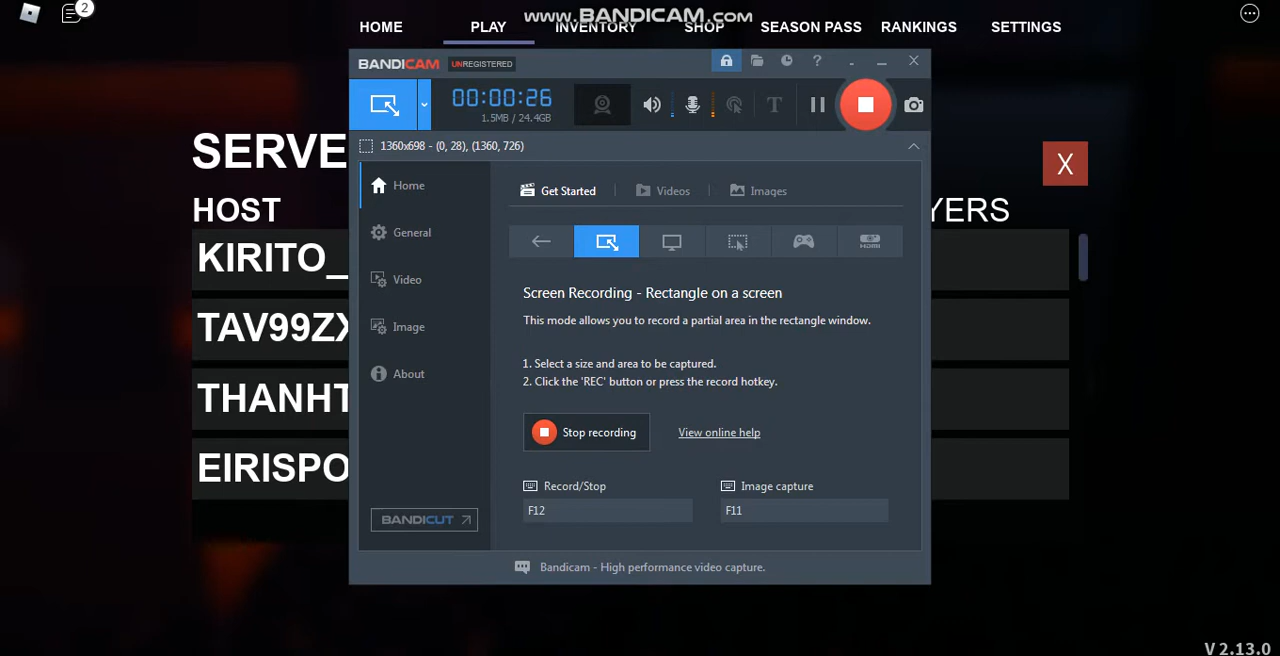 2
www.BANDICAM.com
HOME PLAY INVENTORY SHOP SEASON PASS RANKINGS SETTINGS
BANDICAM UNREGISTERED
?
00:00:26
1.5MB / 24.4GB
T
1360x698 - (0, 28), (1360, 726)
SERVE
X
HOST
YERS
KIRITO_
TAV99ZX
THANHT
EIRISPO
Home
General
Video
Image
About
BANDICUT
Get Started Videos Images
HDMI
Screen Recording - Rectangle on a screen
This mode allows you to record a partial area in the rectangle window.
1. Select a size and area to be captured.
2. Click the 'REC' button or press the record hotkey.
Stop recording View online help
Record/Stop Image capture
F12 F11
Bandicam - High performance video capture.
V 2.13.0